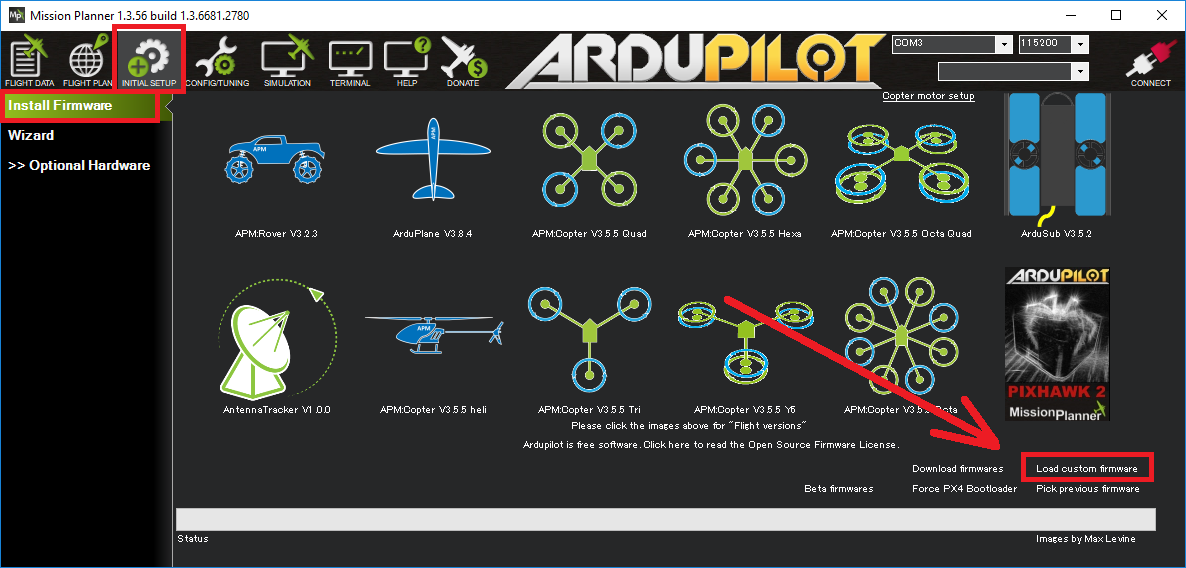 Mp Mission Planner 1.3.56 build 1.3.6681.2780
FLIGHT DATA FLIGHT PLAN INITIAL SETUP CONFIG/TUNING SIMULATION TERMINAL HELP DONATE
ARDUPILOT
COM3 115200
CONNECT
Install Firmware
Wizard
>> Optional Hardware
Copter motor setup
APM
APM
APM:Rover V3.2.3 ArduPlane V3.8.4 APM:Copter V3.5.5 Quad APM:Copter V3.5.5 Hexa APM:Copter V3.5.5 Octa Quad ArduSub V3.5.2
APM
ARDUPILOT
PIXHAWK 2
MissionPlanner
AntennaTracker V1.0.0 APM:Copter V3.5.5 heli APM:Copter V3.5.5 Tri APM:Copter V3.5.5 Y6 APM:Copter V3.5.5 Octa
Please click the images above for "Flight versions"
Ardupilot is free software. Click here to read the Open Source Firmware License.
Download firmwares Load custom firmware
Beta firmwares Force PX4 Bootloader Pick previous firmware
Status Images by Max Levine